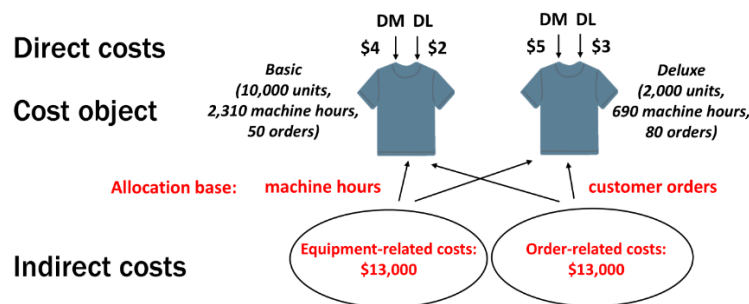 DM DL
DM DL
Direct costs
$4
$2
$5
$3
Basic
(10,000 units,
2,310 machine hours,
50 orders)
Deluxe
(2,000 units,
690 machine hours,
80 orders)
Cost object
Allocation base:
machine hours
customer orders
Equipment-related costs:
$13,000
Order-related costs:
$13,000
Indirect costs